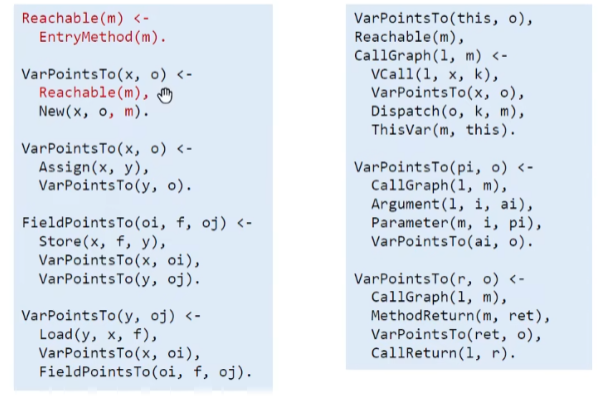 Reachable(m) <-
EntryMethod(m).
VarPointsTo(x, o) <-
Reachable(m),
New(x, o, m).
VarPointsTo(x, o) <-
Assign(x, y),
VarPointsTo(y, o).
FieldPointsTo(oi, f, oj) <-
Store(x, f, y),
VarPointsTo(x, oi),
VarPointsTo(y, oj).
VarPointsTo(y, oj) <-
Load(y, x, f),
VarPointsTo(x, oi),
FieldPointsTo(oi, f, oj).
VarPointsTo(this, o),
Reachable(m),
CallGraph(l, m) <-
VCall(l, x, k),
VarPointsTo(x, o),
Dispatch(o, k, m),
ThisVar(m, this).
VarPointsTo(pi, o) <-
CallGraph(l, m),
Argument(l, i, ai),
Parameter(m, i, pi),
VarPointsTo(ai, o).
VarPointsTo(r, o) <-
CallGraph(l, m),
MethodReturn(m, ret),
VarPointsTo(ret, o),
CallReturn(l, r).